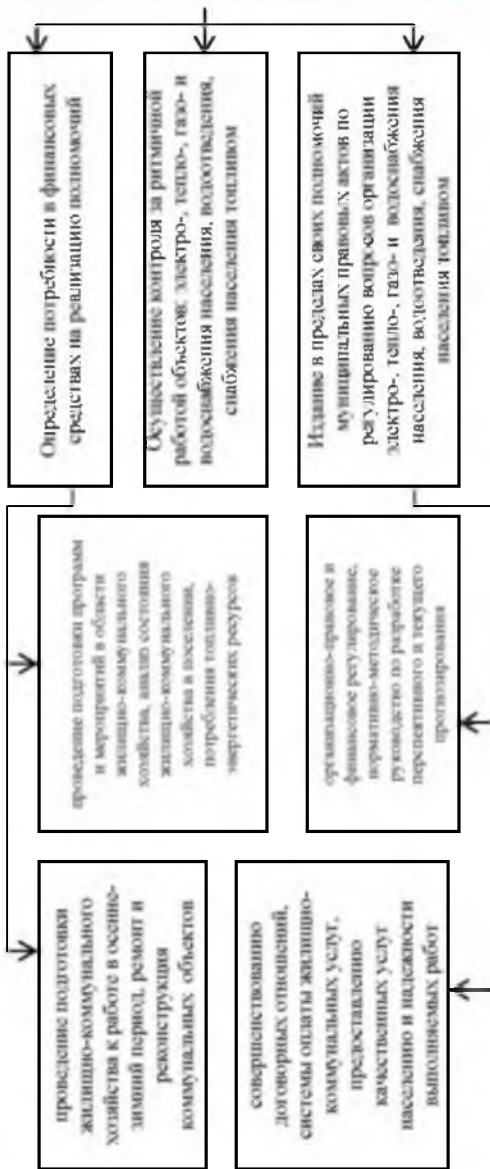 Определение потребности в финансовых
средствах на реализацию полномочий
Осуществление контроля за ритмичной
работой объектов: электро-, тепло-, газо- и
водоснабжения населения, водоотведения,
снабжения населения топливом
Издание в пределах своих полномочий
муниципальных правовых актов по
регулированию вопросов организации
электро-, тепло-, газо- и водоснабжения
населения, водоотведения, снабжения
населения топливом
проведение подготовки программ
и мероприятий в области
жилищно-коммунального
хозяйства, анализ состояния
жилищно-коммунального
хозяйства в поселении,
потребления топливно-
энергетических ресурсов
организационно-правовое и
финансовое регулирование,
нормативно-методическое
руководство по разработке
перспективного и текущего
прогнозирования
проведение подготовки
жилищно-коммунального
хозяйства к работе в осенне-
зимний период, ремонт и
реконструкция
коммунальных объектов
совершенствованию
договорных отношений,
системы оплаты жилищно-
коммунальных услуг,
предоставлению
качественных услуг
населению и надежности
выполняемых работ